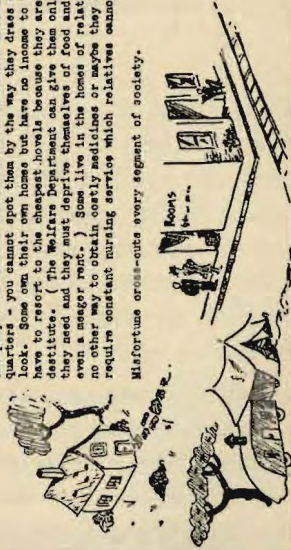 quarters - you cannot spot them by the way they dress
look. Some own their own homes but have no income to
have to resort to the cheapest hovels because they are
destitute. ( The Welfare Department can give them onl
they need and they must deprive themselves of food and
even a meager rent. ) Some live in the homes of relat
no other way to obtain costly medicines or maybe they
require constant nursing service which relatives canno
Misfortune cross-cuts every segment of society.
ROOMS